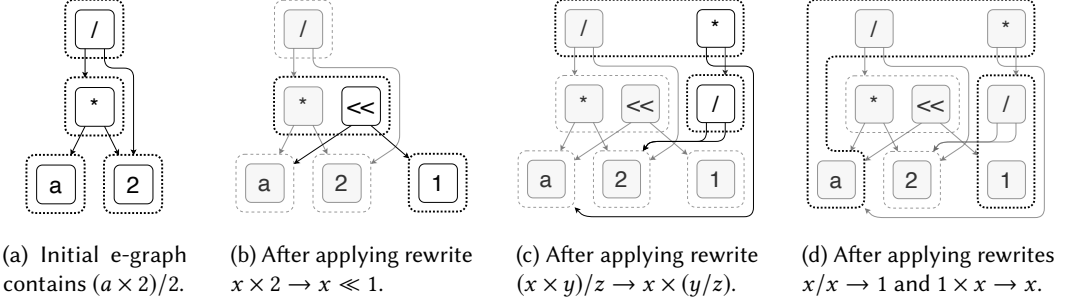 /
*
a 2
/
* <<
a 2 1
/ *
* << /
a 2 1
/ *
* << /
a 2 1
(a) Initial e-graph
contains (a × 2)/2.
(b) After applying rewrite
x × 2 → x ≪ 1.
(c) After applying rewrite
(x × y)/z → x × (y/z).
(d) After applying rewrites
x/x → 1 and 1 × x → x.